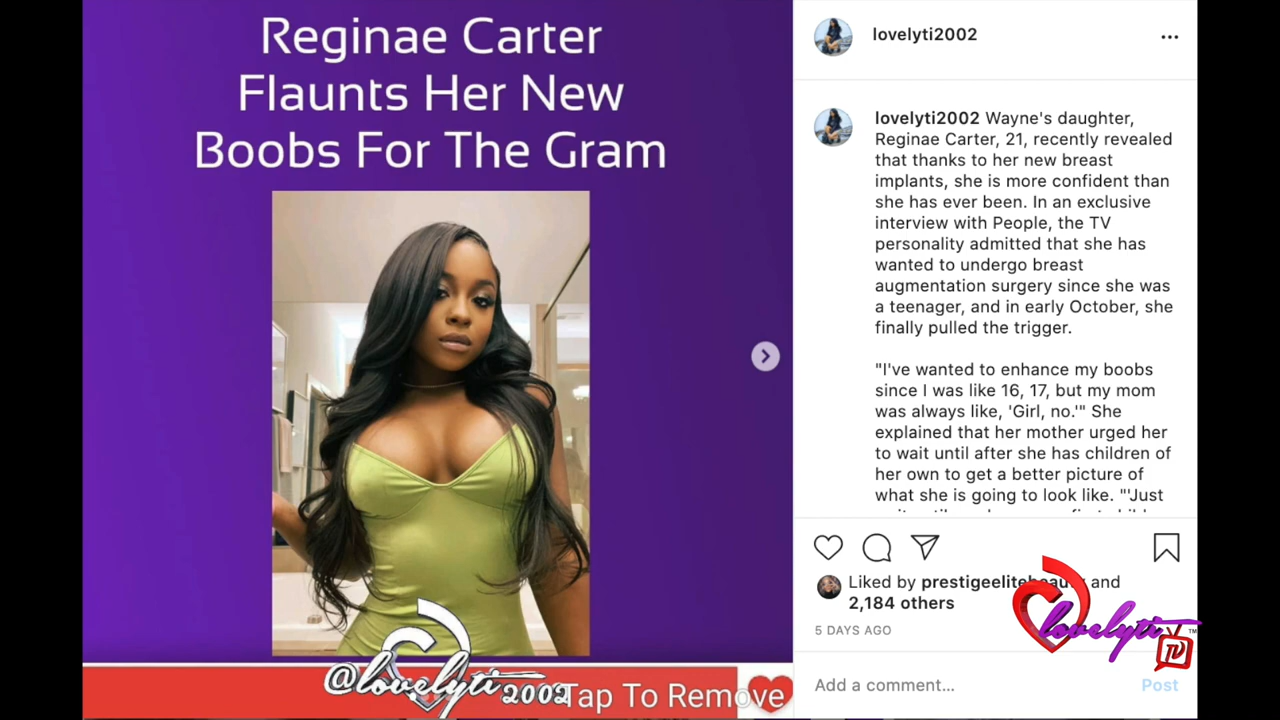 Reginae Carter
Flaunts Her New
Boobs For The Gram
@lovelyti2002
Tap To Remove
lovelyti2002
lovelyti2002 Wayne's daughter,
Reginae Carter, 21, recently revealed
that thanks to her new breast
implants, she is more confident than
she has ever been. In an exclusive
interview with People, the TV
personality admitted that she has
wanted to undergo breast
augmentation surgery since she was
a teenager, and in early October, she
finally pulled the trigger.
"I've wanted to enhance my boobs
since I was like 16, 17, but my mom
was always like, 'Girl, no.'" She
explained that her mother urged her
to wait until after she has children of
her own to get a better picture of
what she is going to look like. "'Just
Liked by prestigeelitebeauty and
2,184 others
lovelyti TV™
5 DAYS AGO
Add a comment...
Post